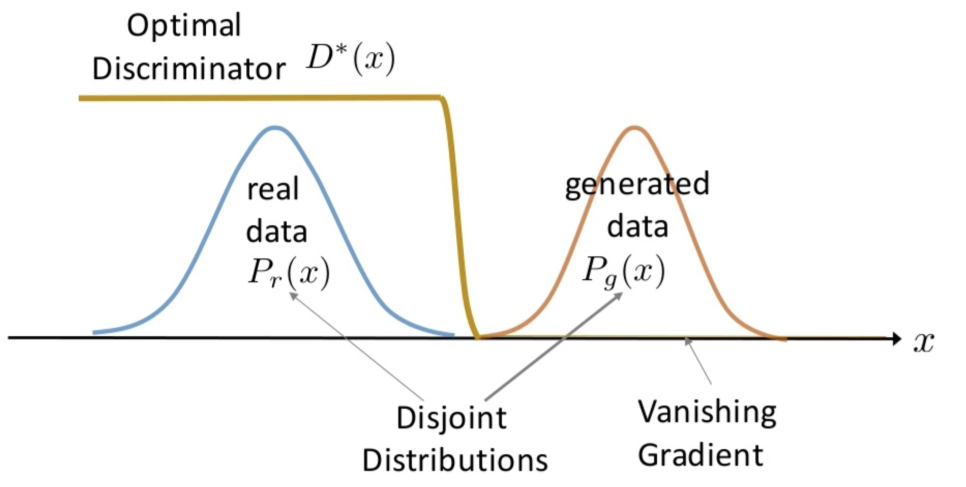 Optimal
Discriminator D*(x)
real
data
P_r(x)
generated
data
P_g(x)
x
Disjoint
Distributions
Vanishing
Gradient